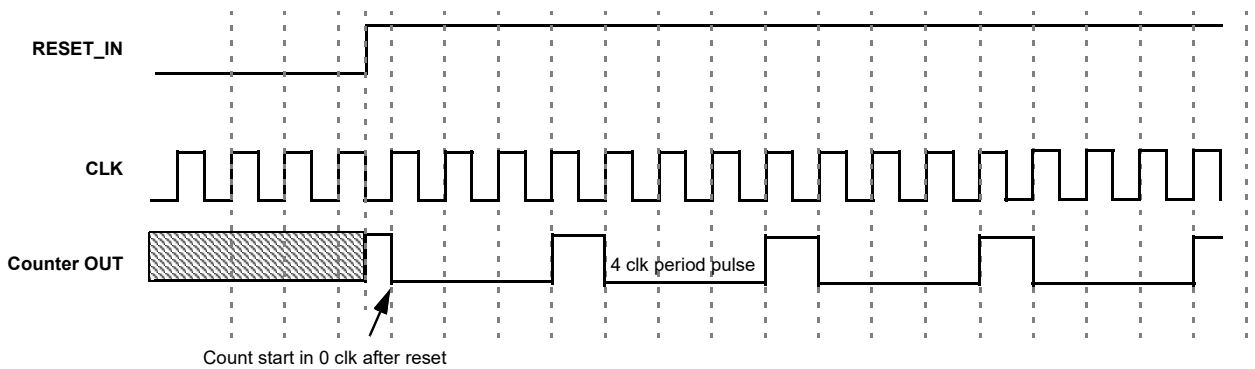 RESET_IN
CLK
Counter OUT
4 clk period pulse
Count start in 0 clk after reset